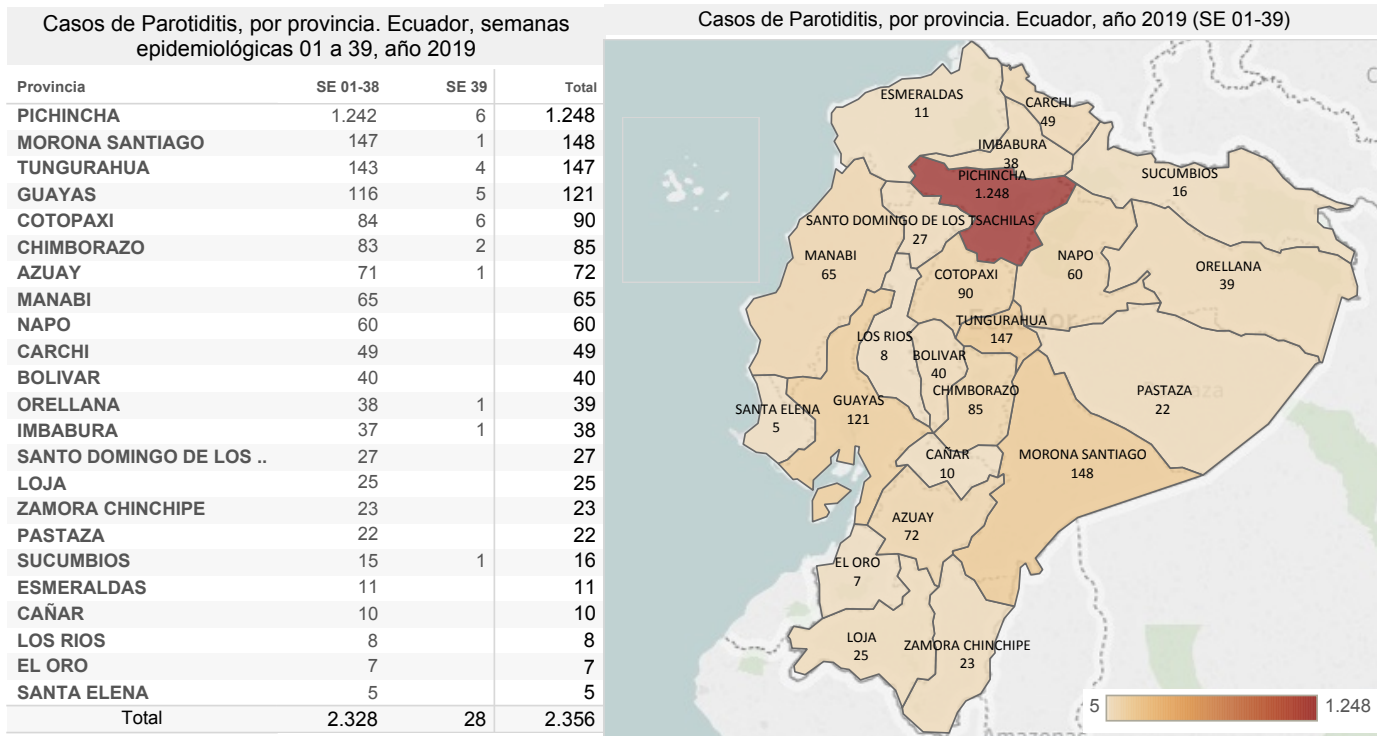 Casos de Parotiditis, por provincia. Ecuador, semanas
epidemiológicas 01 a 39, año 2019
Provincia SE 01-38 SE 39 Total
PICHINCHA 1.242 6 1.248
MORONA SANTIAGO 147 1 148
TUNGURAHUA 143 4 147
GUAYAS 116 5 121
COTOPAXI 84 6 90
CHIMBORAZO 83 2 85
AZUAY 71 1 72
MANABI 65 65
NAPO 60 60
CARCHI 49 49
BOLIVAR 40 40
ORELLANA 38 1 39
IMBABURA 37 1 38
SANTO DOMINGO DE LOS .. 27 27
LOJA 25 25
ZAMORA CHINCHIPE 23 23
PASTAZA 22 22
SUCUMBIOS 15 1 16
ESMERALDAS 11 11
CAÑAR 10 10
LOS RIOS 8 8
EL ORO 7 7
SANTA ELENA 5 5
Total 2.328 28 2.356
Casos de Parotiditis, por provincia. Ecuador, año 2019 (SE 01-39)
ESMERALDAS
11
CARCHI
49
IMBABURA
38
PICHINCHA
1.248
SUCUMBIOS
16
SANTO DOMINGO DE LOS TSACHILAS
27
MANABI
65
COTOPAXI
90
NAPO
60
ORELLANA
39
TUNGURAHUA
147
LOS RIOS
8
BOLIVAR
40
CHIMBORAZO
85
PASTAZA
22
SANTA ELENA
5
GUAYAS
121
CAÑAR
10
MORONA SANTIAGO
148
AZUAY
72
EL ORO
7
LOJA
25
ZAMORA CHINCHIPE
23
5 1.248
Amazonas